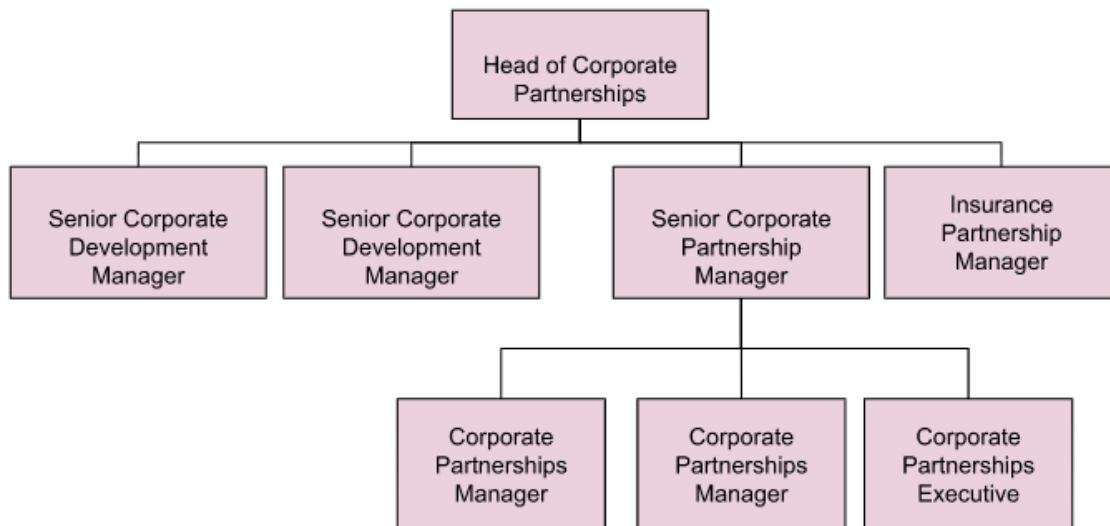 Head of Corporate
Partnerships
Senior Corporate
Development
Manager
Senior Corporate
Development
Manager
Senior Corporate
Partnership
Manager
Insurance
Partnership
Manager
Corporate
Partnerships
Manager
Corporate
Partnerships
Manager
Corporate
Partnerships
Executive